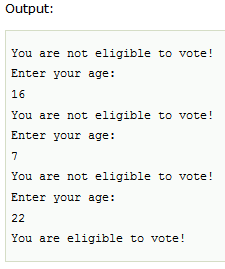 Output:
You are not eligible to vote!
Enter your age:
16
You are not eligible to vote!
Enter your age:
7
You are not eligible to vote!
Enter your age:
22
You are eligible to vote!